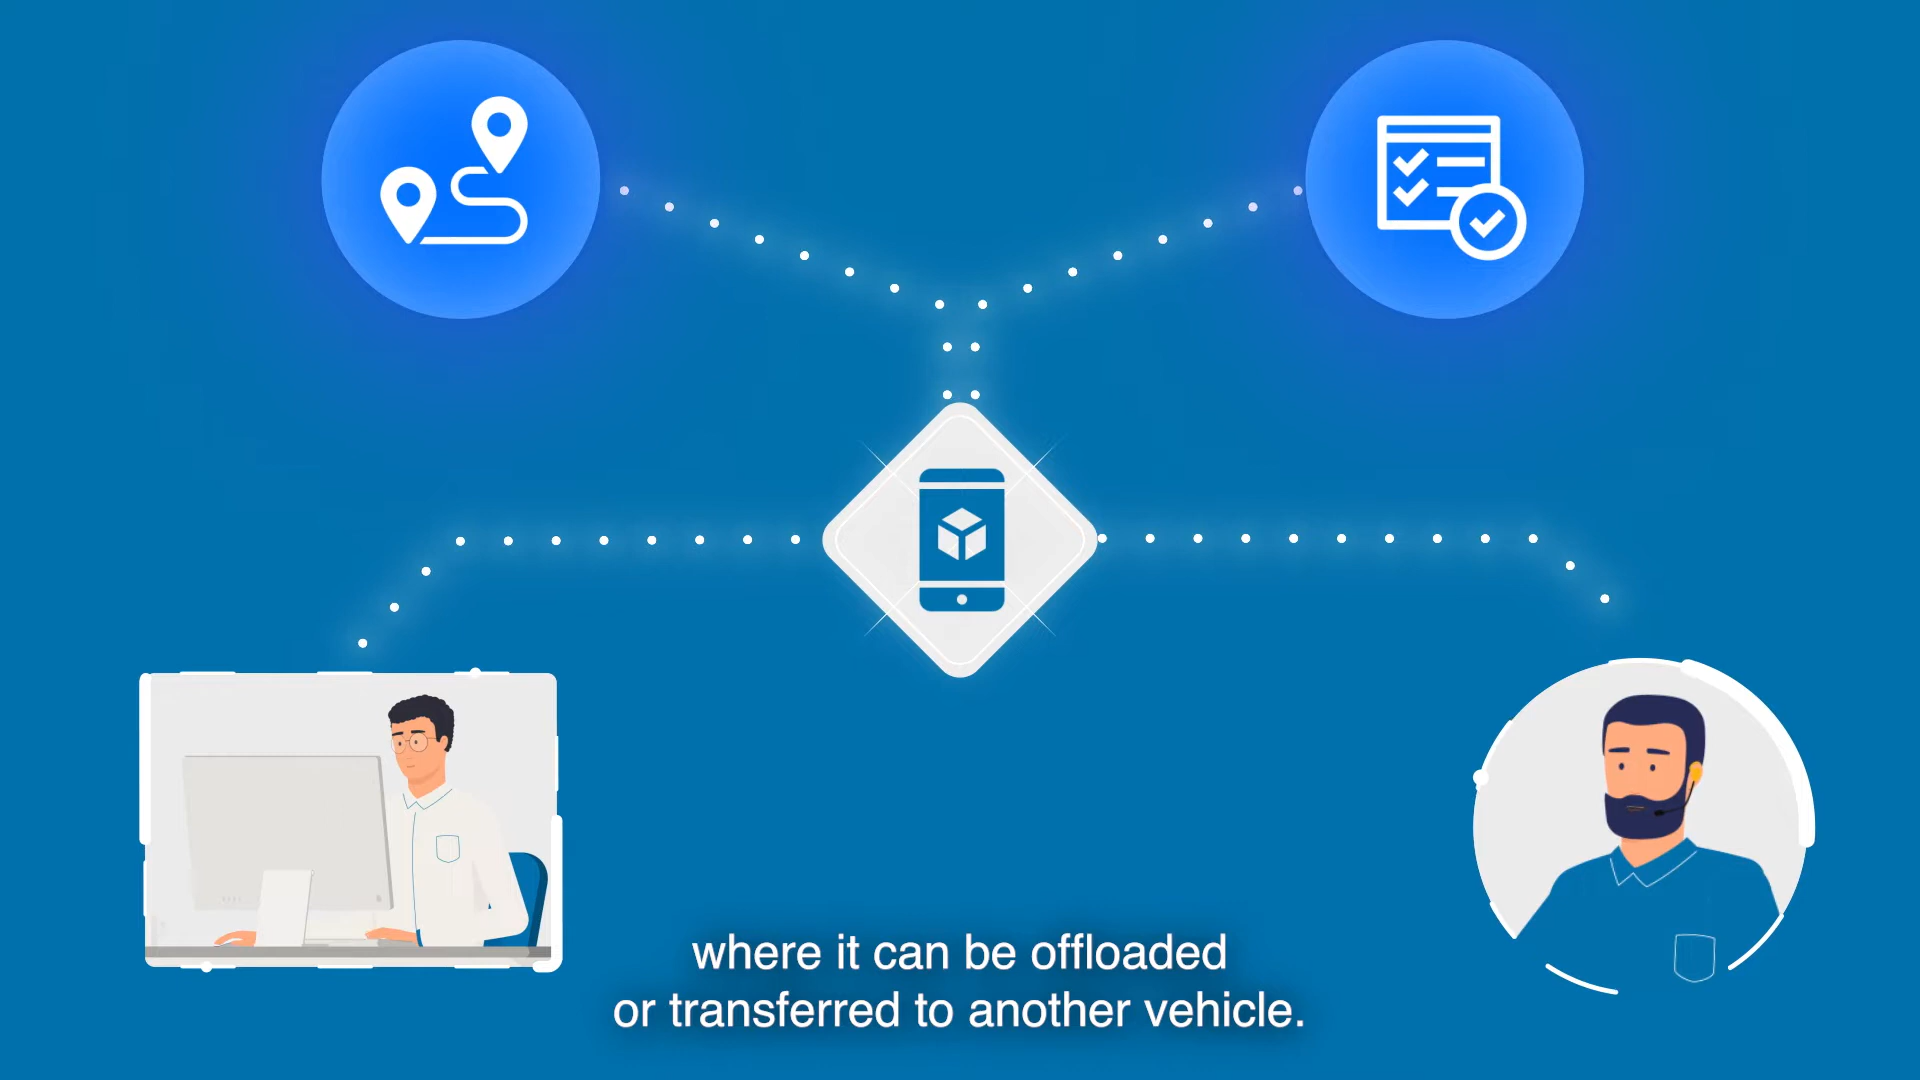 where it can be offloaded
or transferred to another vehicle.